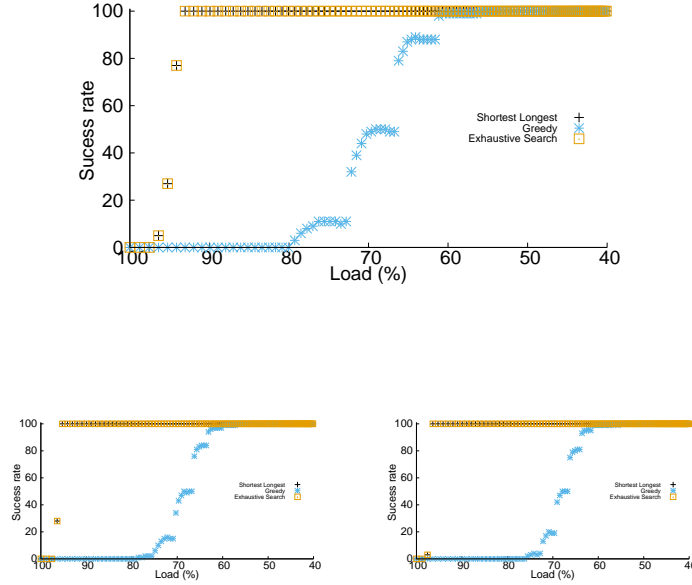 100
80
60
40
20
0
Sucess rate
Shortest Longest
Greedy
Exhaustive Search
100 90 80 70 60 50 40
Load (%)
100
80
60
40
20
0
Success rate
Shortest Longest
Greedy
Exhaustive Search
100 90 80 70 60 50 40
Load (%)
100
80
60
40
20
0
Success rate
Shortest Longest
Greedy
Exhaustive Search
100 90 80 70 60 50 40
Load (%)